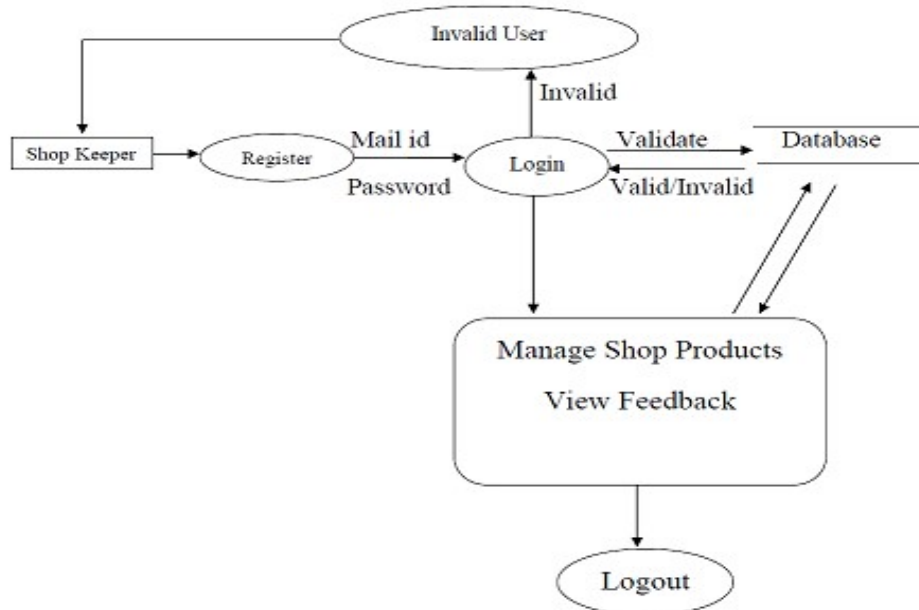 Invalid User
Invalid
Shop Keeper
Register
Mail id
Password
Login
Validate
Valid/Invalid
Database
Manage Shop Products
View Feedback
Logout